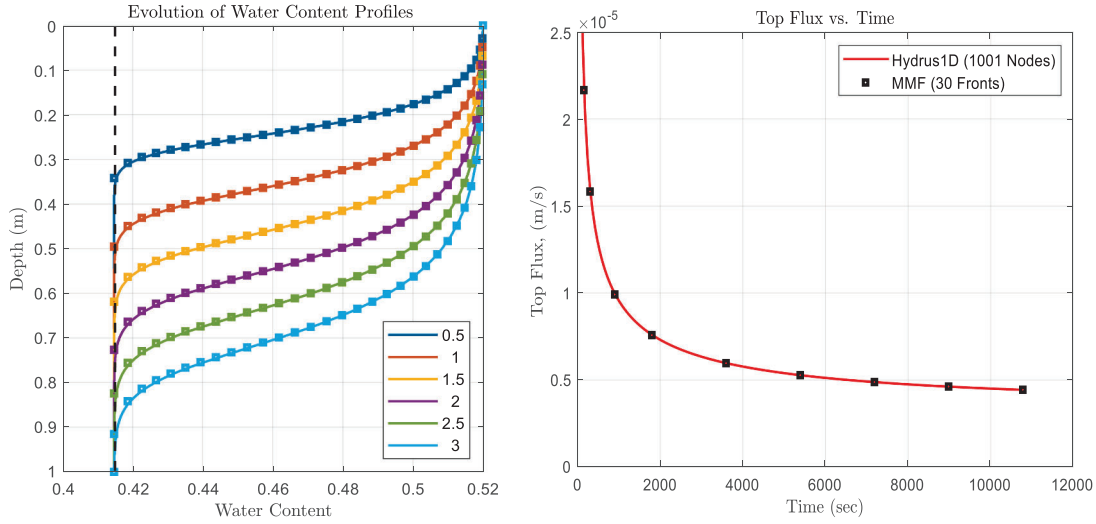 Evolution of Water Content Profiles
0
0.1
0.2
0.3
0.4
0.5
0.6
0.7
0.8
0.9
1
Depth (m)
0.5
1
1.5
2
2.5
3
0.4 0.42 0.44 0.46 0.48 0.5 0.52
Water Content
Top Flux vs. Time
×10⁻⁵
2.5
2
1.5
1
0.5
0
Top Flux, (m/s)
Hydrus1D (1001 Nodes)
MMF (30 Fronts)
0 2000 4000 6000 8000 10000 12000
Time (sec)